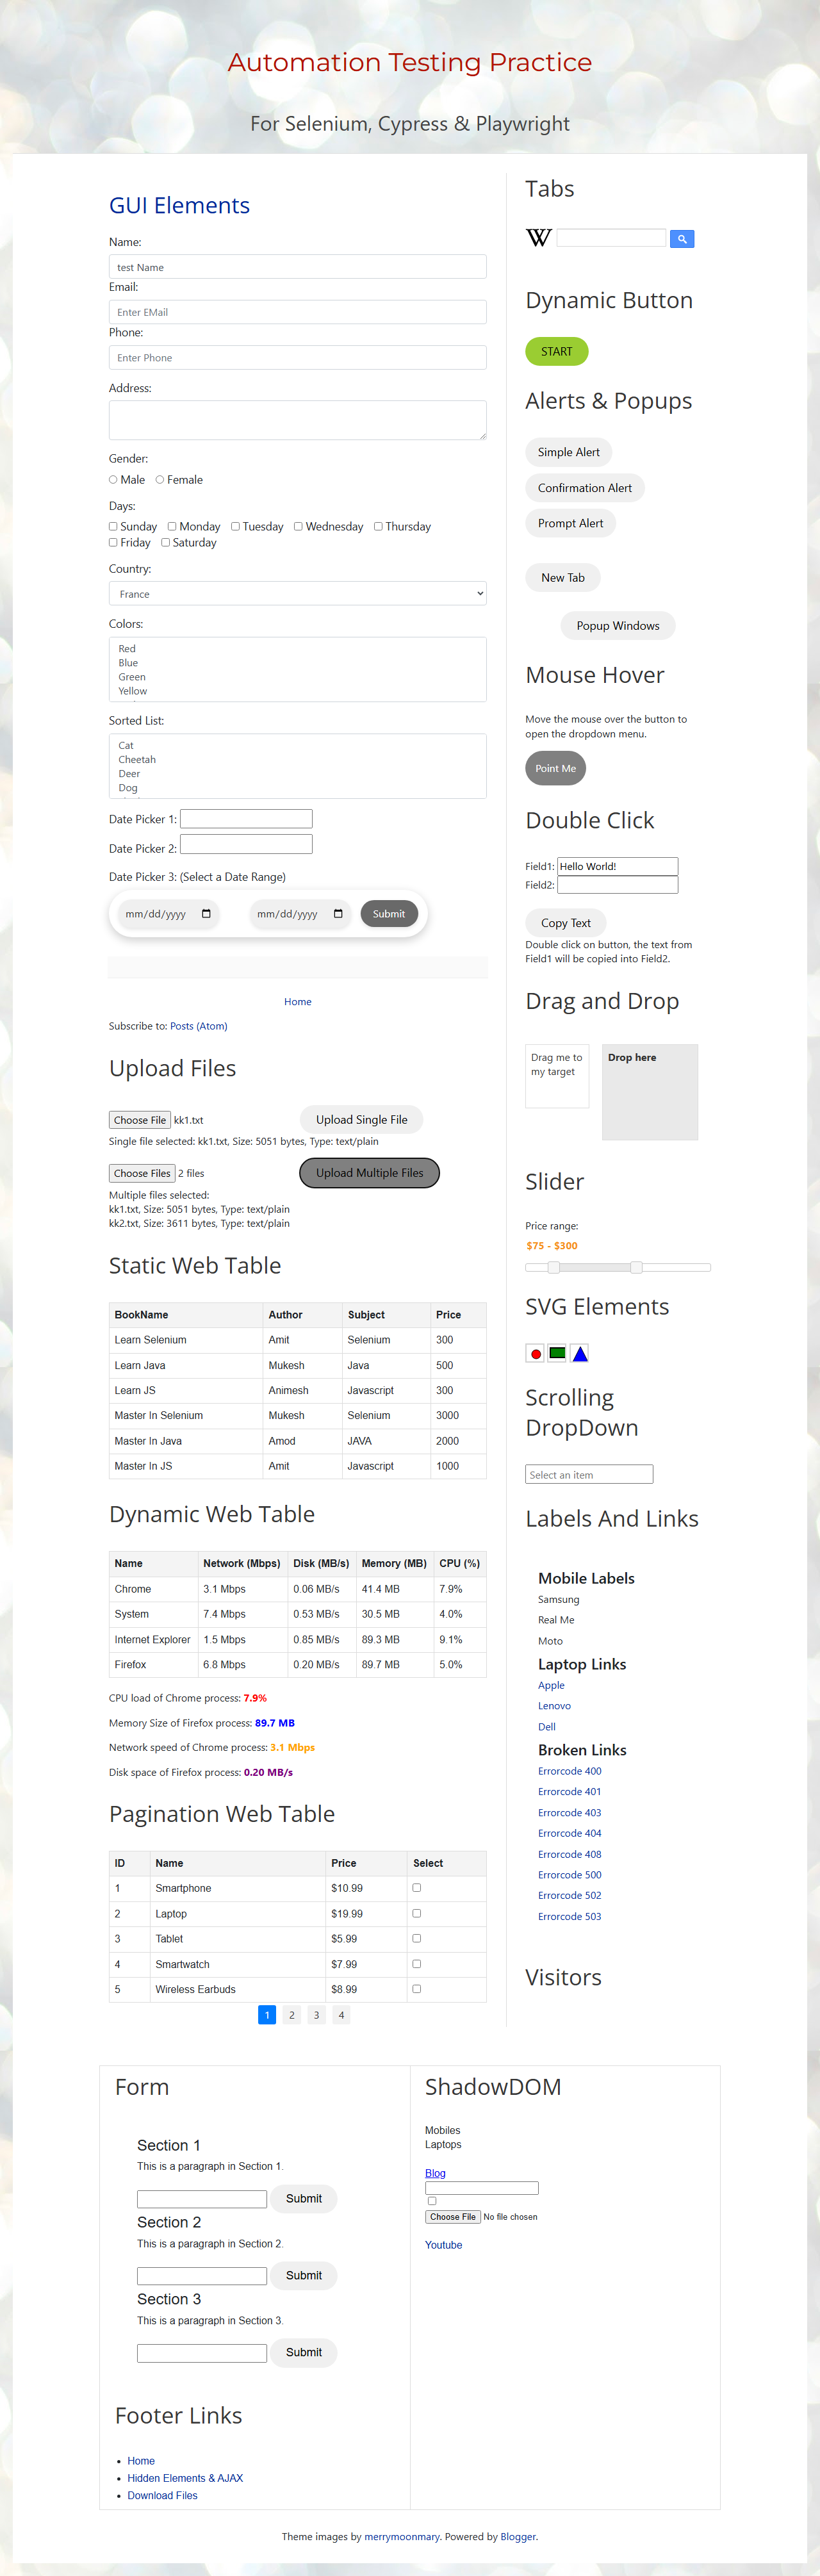 Automation Testing Practice
For Selenium, Cypress & Playwright
GUI Elements
Name:
test Name
Email:
Enter EMail
Phone:
Enter Phone
Address:
Gender:
Male Female
Days:
Sunday Monday Tuesday Wednesday Thursday
Friday Saturday
Country:
France
Colors:
Red
Blue
Green
Yellow
Sorted List:
Cat
Cheetah
Deer
Dog
Date Picker 1:
Date Picker 2:
Date Picker 3: (Select a Date Range)
mm/dd/yyyy mm/dd/yyyy Submit
Home
Subscribe to: Posts (Atom)
Upload Files
Choose File kk1.txt Upload Single File
Single file selected: kk1.txt, Size: 5051 bytes, Type: text/plain
Choose Files 2 files Upload Multiple Files
Multiple files selected:
kk1.txt, Size: 5051 bytes, Type: text/plain
kk2.txt, Size: 3611 bytes, Type: text/plain
Static Web Table
BookName Author Subject Price
Learn Selenium Amit Selenium 300
Learn Java Mukesh Java 500
Learn JS Animesh Javascript 300
Master In Selenium Mukesh Selenium 3000
Master In Java Amod JAVA 2000
Master In JS Amit Javascript 1000
Dynamic Web Table
Name Network (Mbps) Disk (MB/s) Memory (MB) CPU (%)
Chrome 3.1 Mbps 0.06 MB/s 41.4 MB 7.9%
System 7.4 Mbps 0.53 MB/s 30.5 MB 4.0%
Internet Explorer 1.5 Mbps 0.85 MB/s 89.3 MB 9.1%
Firefox 6.8 Mbps 0.20 MB/s 89.7 MB 5.0%
CPU load of Chrome process: 7.9%
Memory Size of Firefox process: 89.7 MB
Network speed of Chrome process: 3.1 Mbps
Disk space of Firefox process: 0.20 MB/s
Pagination Web Table
ID Name Price Select
1 Smartphone $10.99
2 Laptop $19.99
3 Tablet $5.99
4 Smartwatch $7.99
5 Wireless Earbuds $8.99
1 2 3 4
Tabs
Dynamic Button
START
Alerts & Popups
Simple Alert
Confirmation Alert
Prompt Alert
New Tab
Popup Windows
Mouse Hover
Move the mouse over the button to
open the dropdown menu.
Point Me
Double Click
Field1: Hello World!
Field2:
Copy Text
Double click on button, the text from
Field1 will be copied into Field2.
Drag and Drop
Drag me to
my target
Drop here
Slider
Price range:
$75 - $300
SVG Elements
Scrolling
DropDown
Select an item
Labels And Links
Mobile Labels
Samsung
Real Me
Moto
Laptop Links
Apple
Lenovo
Dell
Broken Links
Errorcode 400
Errorcode 401
Errorcode 403
Errorcode 404
Errorcode 408
Errorcode 500
Errorcode 502
Errorcode 503
Visitors
Form
Section 1
This is a paragraph in Section 1.
Submit
Section 2
This is a paragraph in Section 2.
Submit
Section 3
This is a paragraph in Section 3.
Submit
Footer Links
Home
Hidden Elements & AJAX
Download Files
ShadowDOM
Mobiles
Laptops
Blog
Choose File No file chosen
Youtube
Theme images by merrymoonmary. Powered by Blogger.